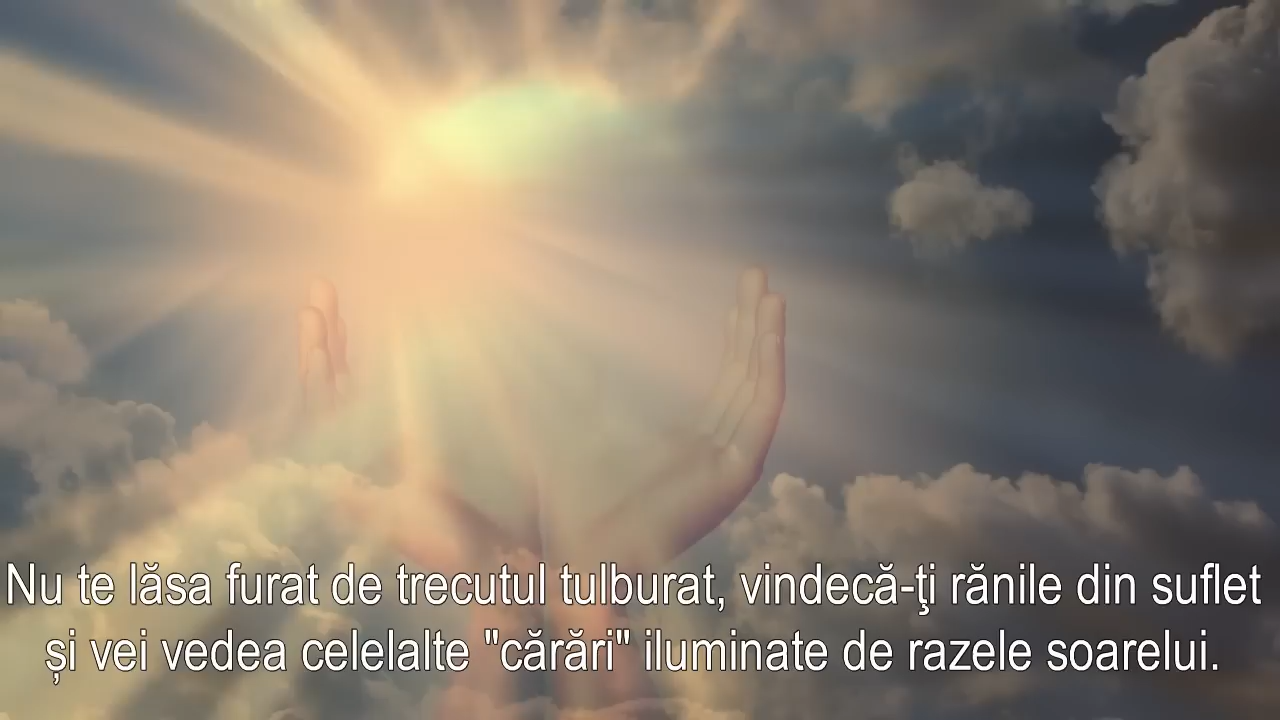 Nu te lăsa furat de trecutul tulburat, vindecă-ţi rănile din suflet
și vei vedea celelalte "cărări" iluminate de razele soarelui.